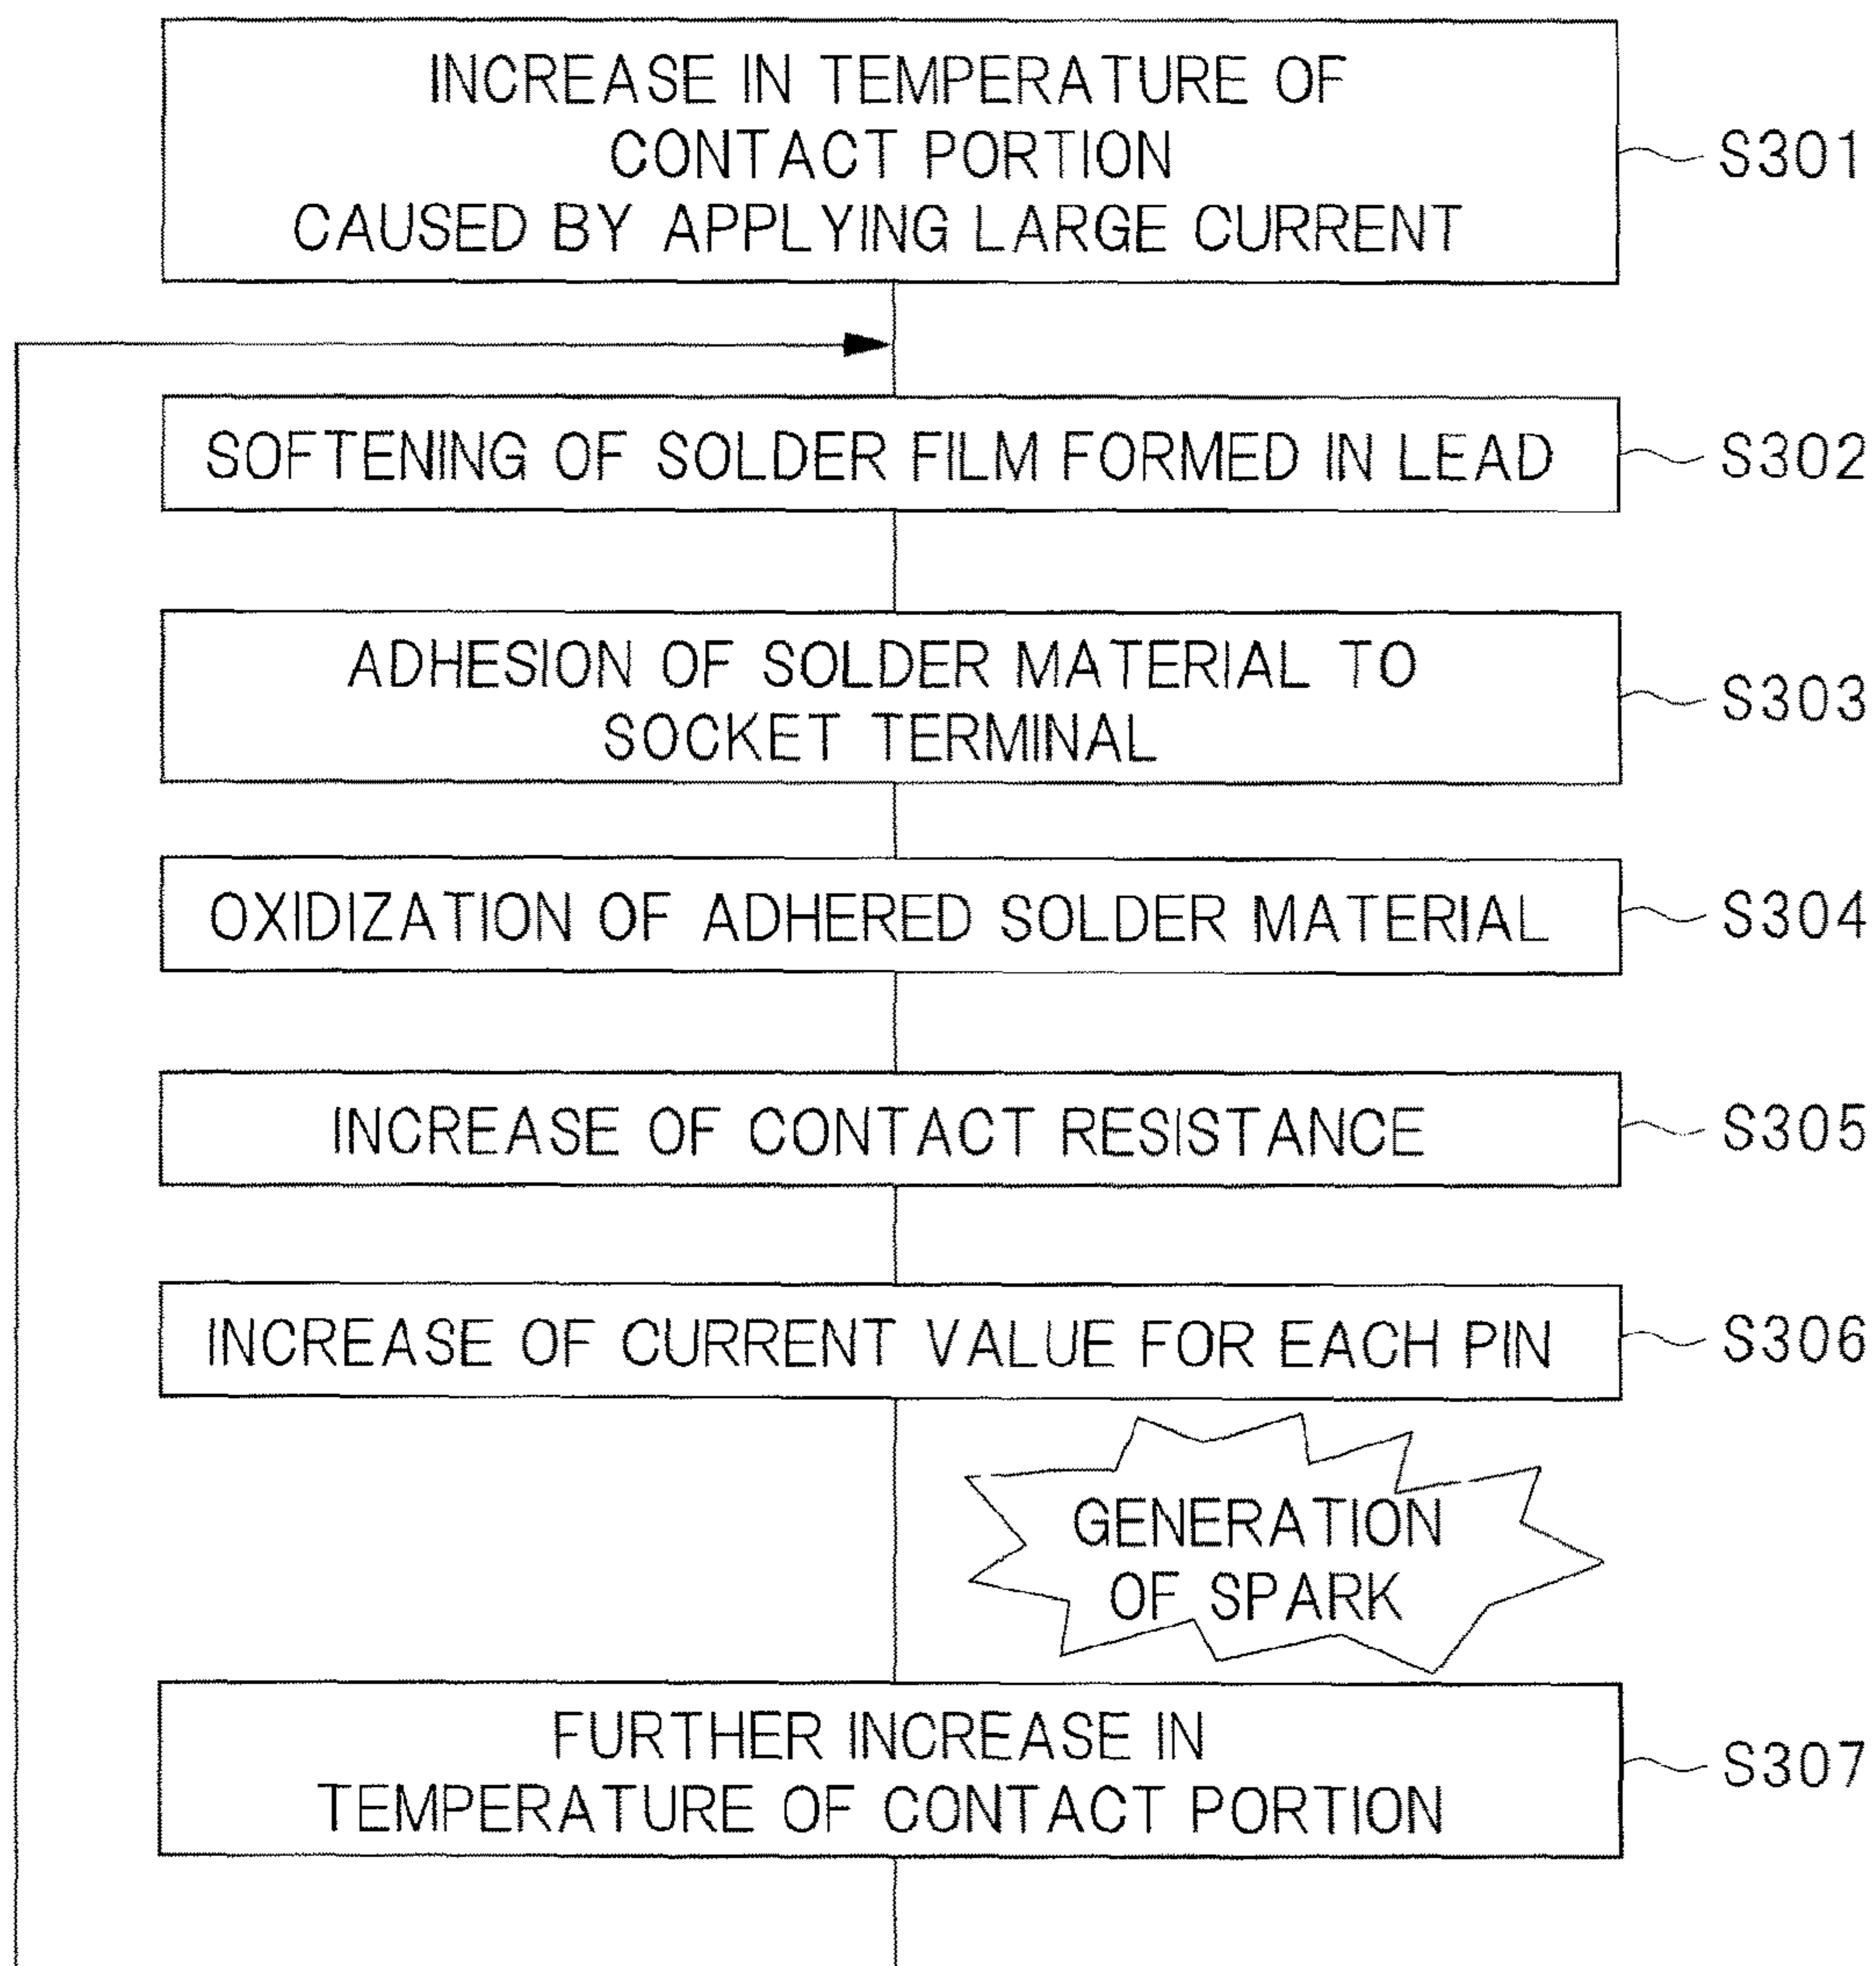 INCREASE IN TEMPERATURE OF
CONTACT PORTION
CAUSED BY APPLYING LARGE CURRENT
S301
SOFTENING OF SOLDER FILM FORMED IN LEAD
S302
ADHESION OF SOLDER MATERIAL TO
SOCKET TERMINAL
S303
OXIDIZATION OF ADHERED SOLDER MATERIAL
S304
INCREASE OF CONTACT RESISTANCE
S305
INCREASE OF CURRENT VALUE FOR EACH PIN
S306
GENERATION
OF SPARK
FURTHER INCREASE IN
TEMPERATURE OF CONTACT PORTION
S307